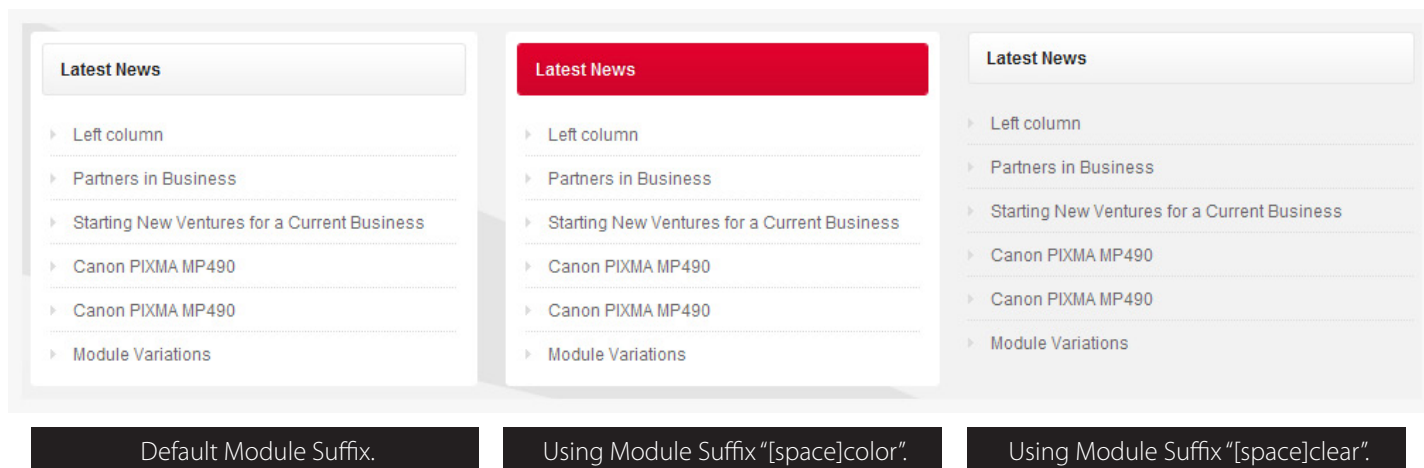 Latest News
Left column
Partners in Business
Starting New Ventures for a Current Business
Canon PIXMA MP490
Canon PIXMA MP490
Module Variations
Default Module Suffix.
Latest News
Left column
Partners in Business
Starting New Ventures for a Current Business
Canon PIXMA MP490
Canon PIXMA MP490
Module Variations
Using Module Suffix “[space]color”.
Latest News
Left column
Partners in Business
Starting New Ventures for a Current Business
Canon PIXMA MP490
Canon PIXMA MP490
Module Variations
Using Module Suffix “[space]clear”.